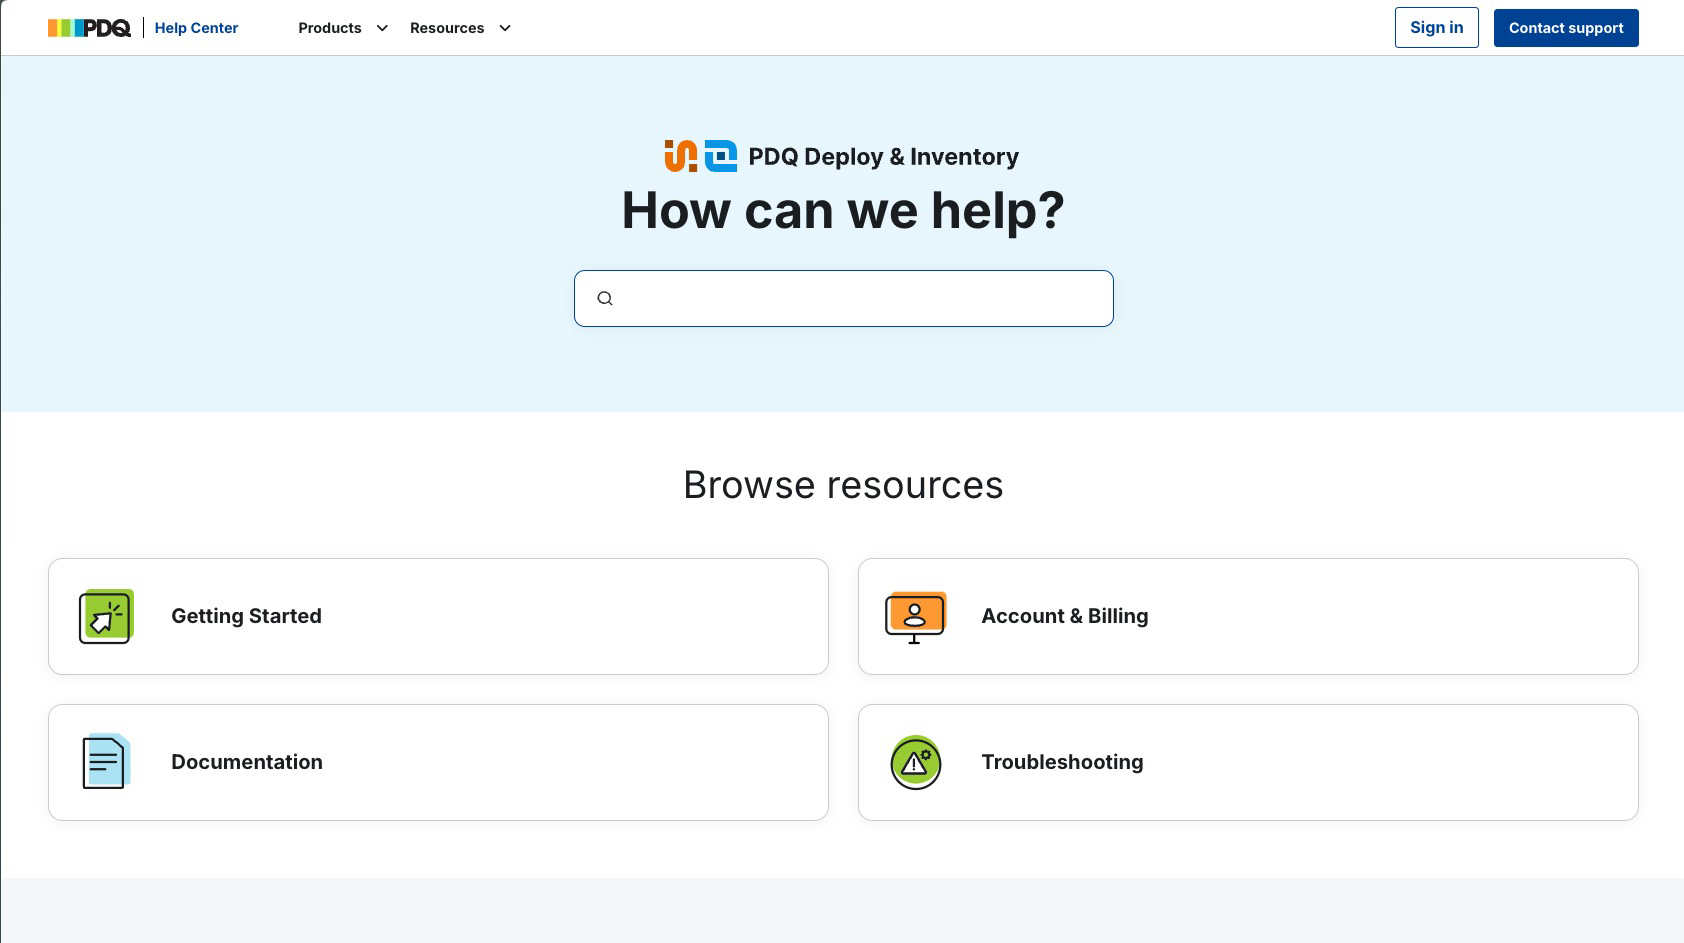 PDQ Help Center Products Resources Sign in Contact support
PDQ Deploy & Inventory
How can we help?
Browse resources
Getting Started
Account & Billing
Documentation
Troubleshooting